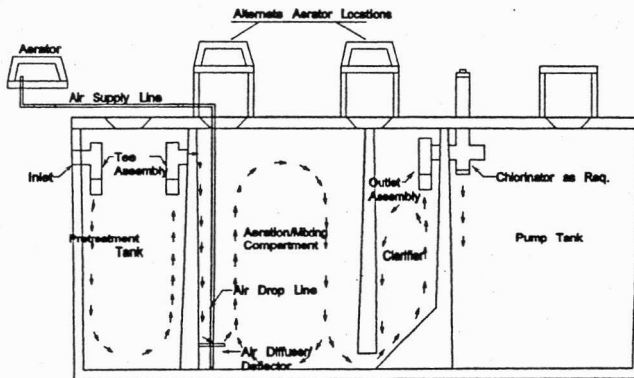 Alternate Aerator Locations
Aerator
Air Supply Line
Inlet
Tee
Assembly
Outlet
Assembly
Chlorinator as Req.
Pretreatment
Tank
Aeration/Mixing
Compartment
Clarifier
Pump Tank
Air Drop Line
Air Diffuser/
Deflector